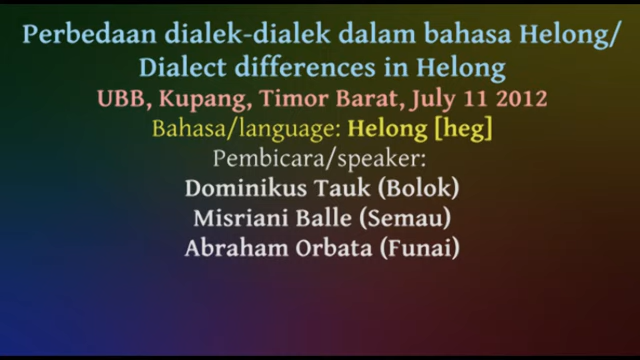 Perbedaan dialek-dialek dalam bahasa Helong/
Dialect differences in Helong
UBB, Kupang, Timor Barat, July 11 2012
Bahasa/language: Helong [heg]
Pembicara/speaker:
Dominikus Tauk (Bolok)
Misriani Balle (Semau)
Abraham Orbata (Funai)